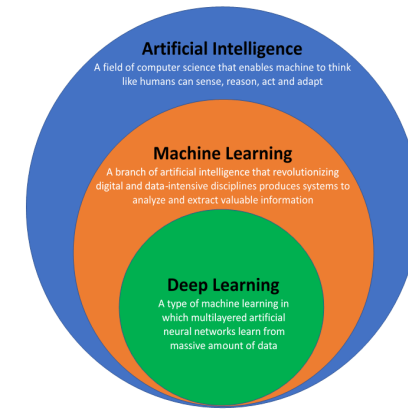 Artificial Intelligence
A field of computer science that enables machine to think
like humans can sense, reason, act and adapt
Machine Learning
A branch of artificial intelligence that revolutionizing
digital and data-intensive disciplines produces systems to
analyze and extract valuable information
Deep Learning
A type of machine learning in
which multilayered artificial
neural networks learn from
massive amount of data